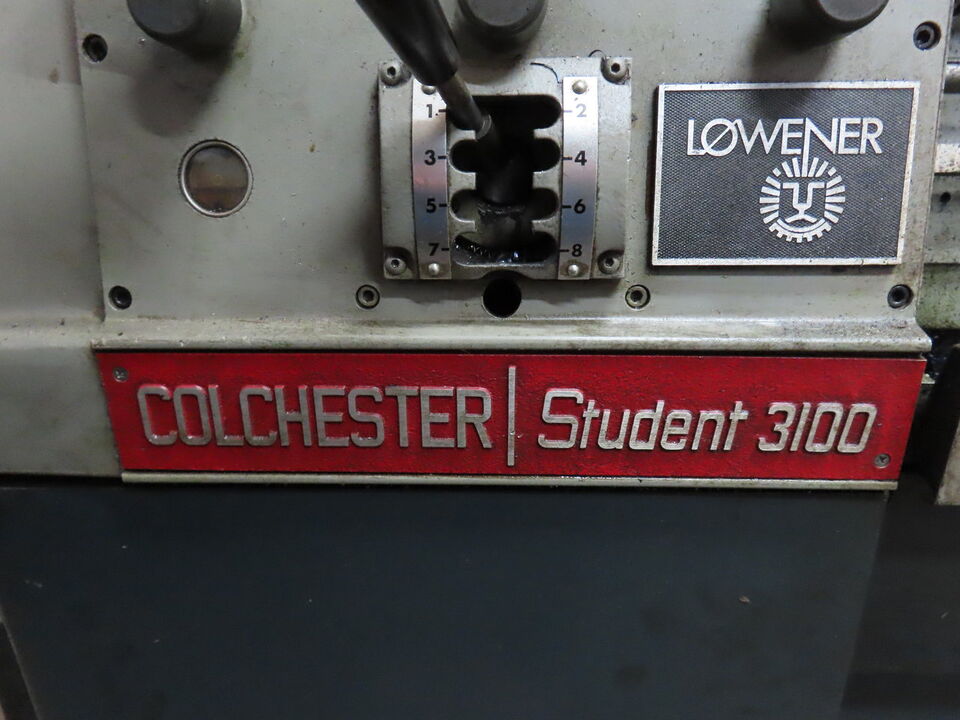 1 2
3 4
5 6
7 8
LØWENER
COLCHESTER Student 3100